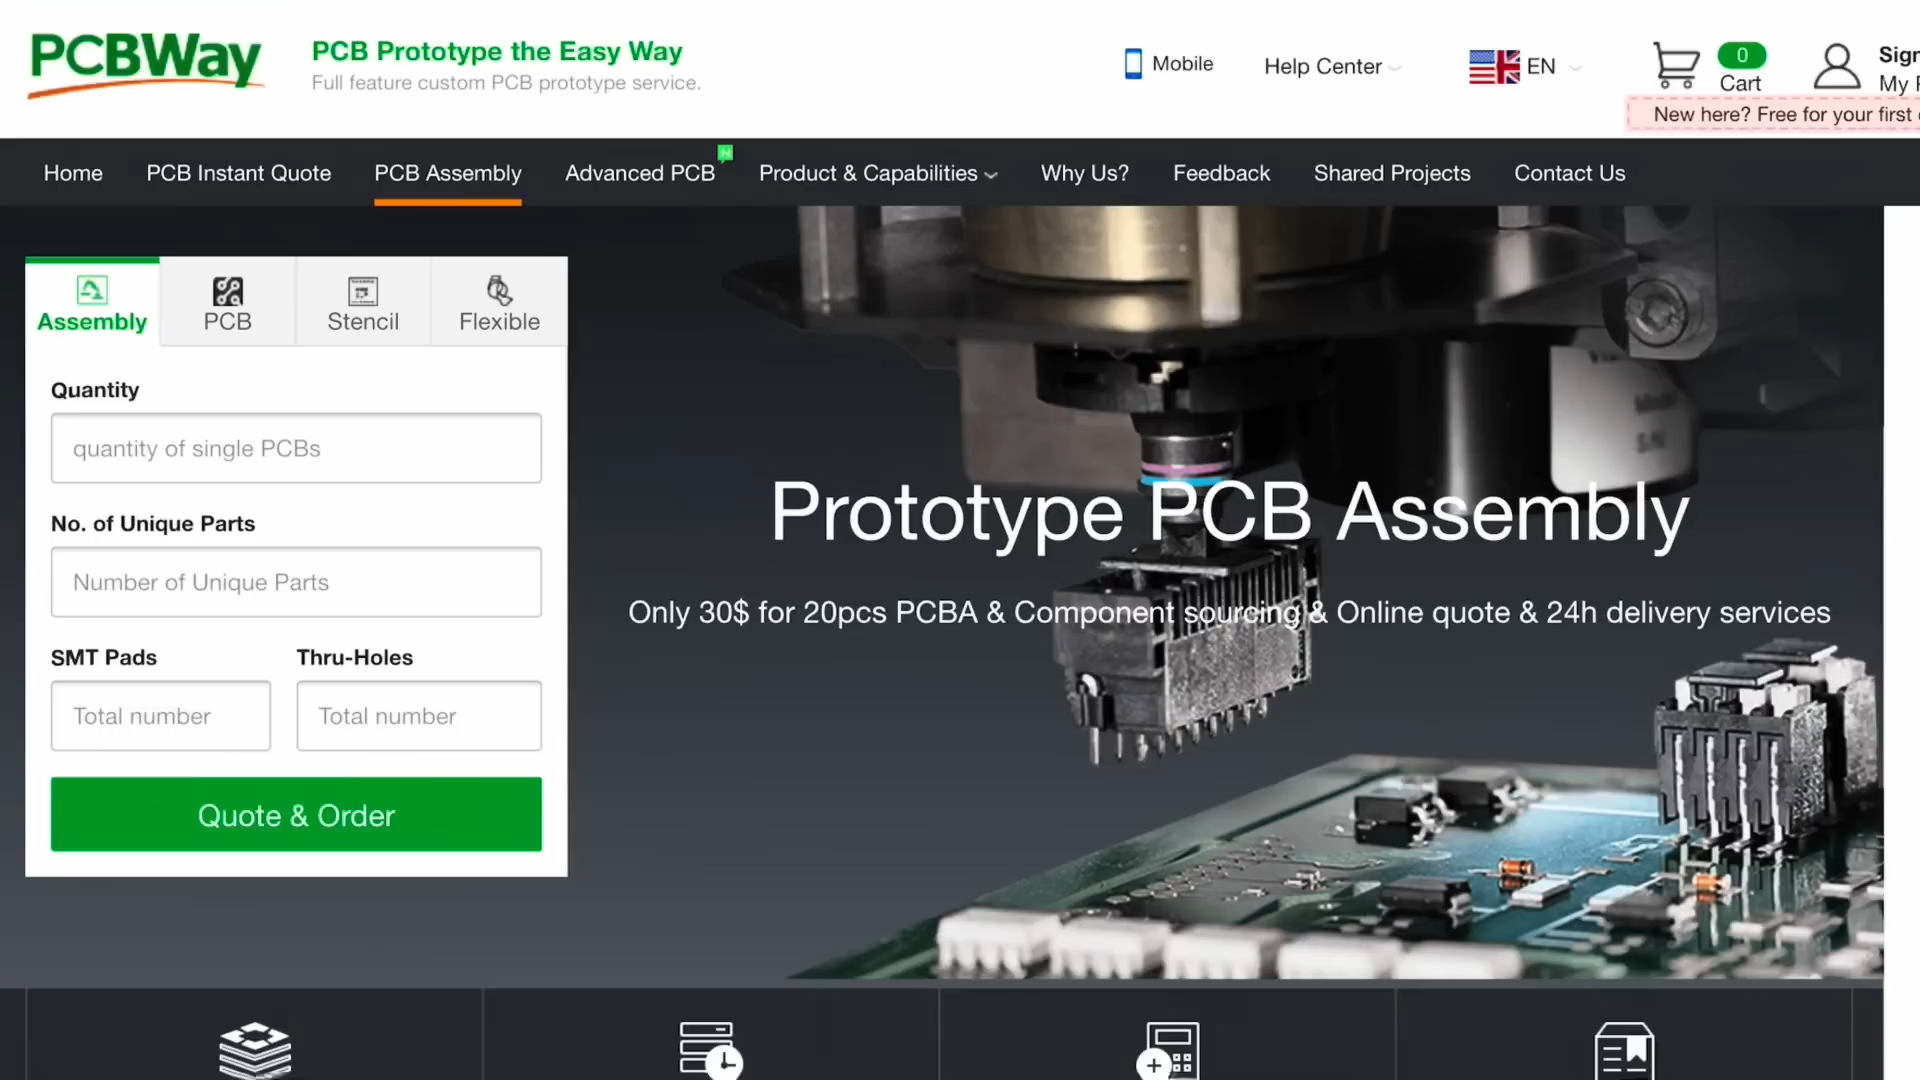 PCBWay
PCB Prototype the Easy Way
Full feature custom PCB prototype service.
Mobile
Help Center
EN
0
Cart
Sign
My
New here? Free for your first
Home
PCB Instant Quote
PCB Assembly
Advanced PCB
N
Product & Capabilities
Why Us?
Feedback
Shared Projects
Contact Us
Assembly
PCB
Stencil
Flexible
Quantity
quantity of single PCBs
No. of Unique Parts
Number of Unique Parts
SMT Pads
Thru-Holes
Total number
Total number
Quote & Order
Prototype PCB Assembly
Only 30$ for 20pcs PCBA & Component sourcing & Online quote & 24h delivery services